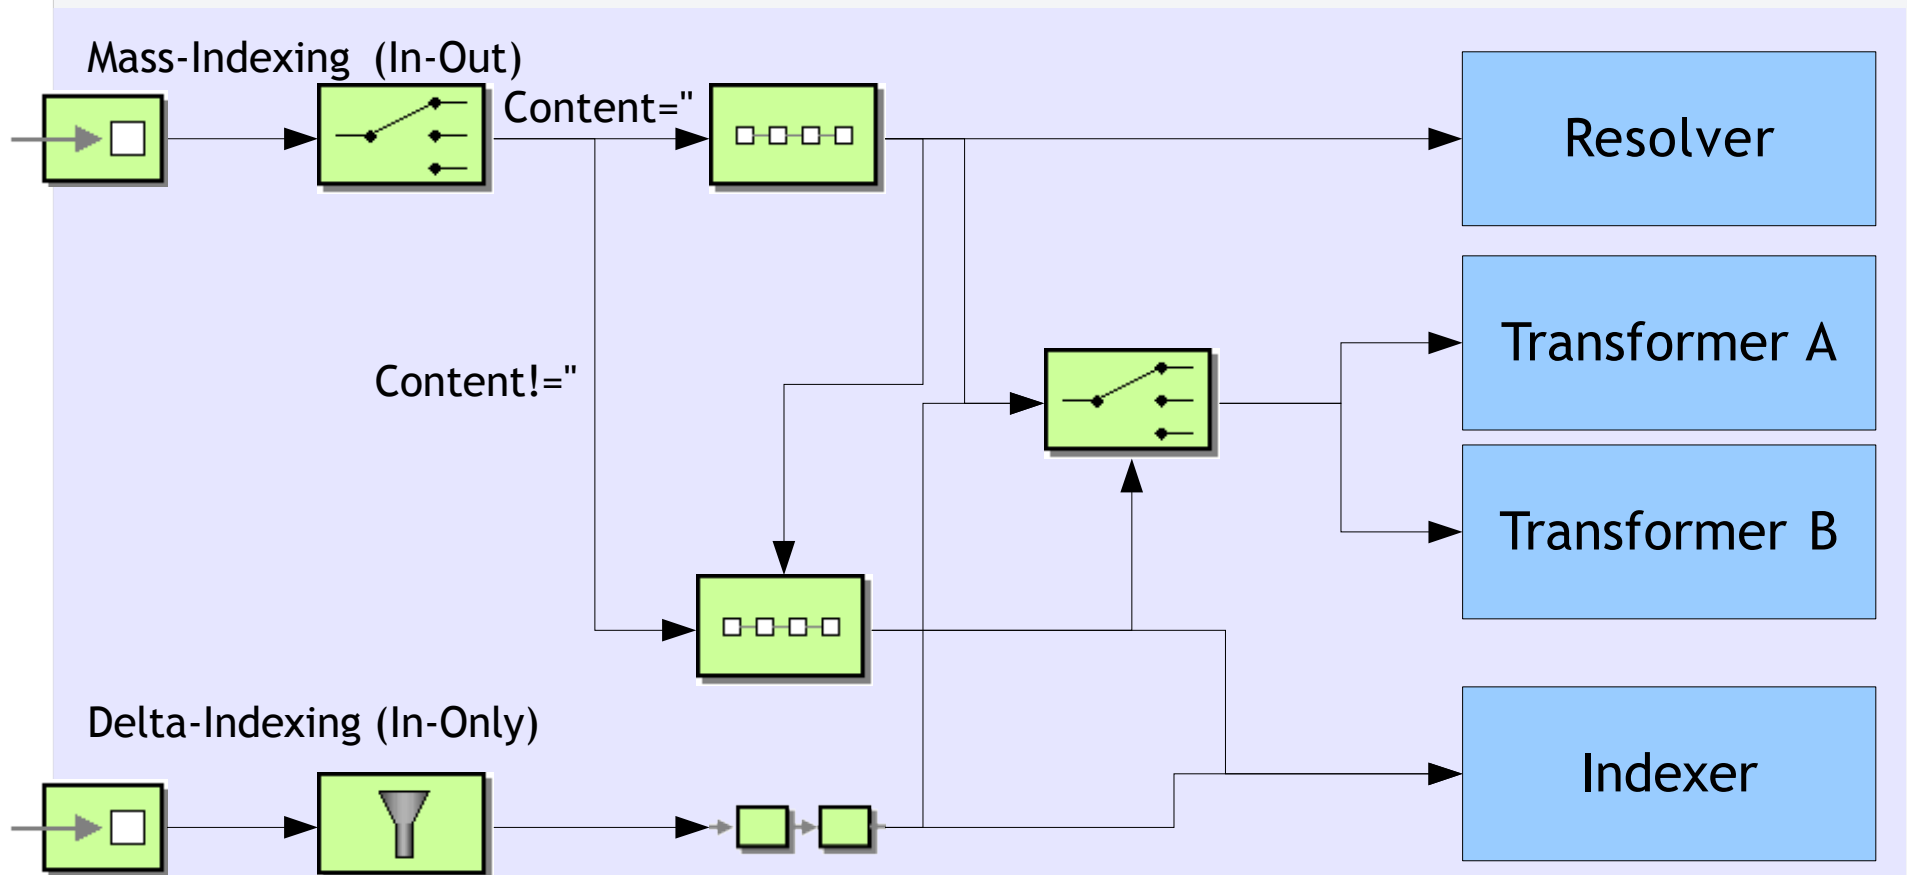 Mass-Indexing (In-Out)
Content=''
Resolver
Transformer A
Content!=''
Transformer B
Delta-Indexing (In-Only)
Indexer